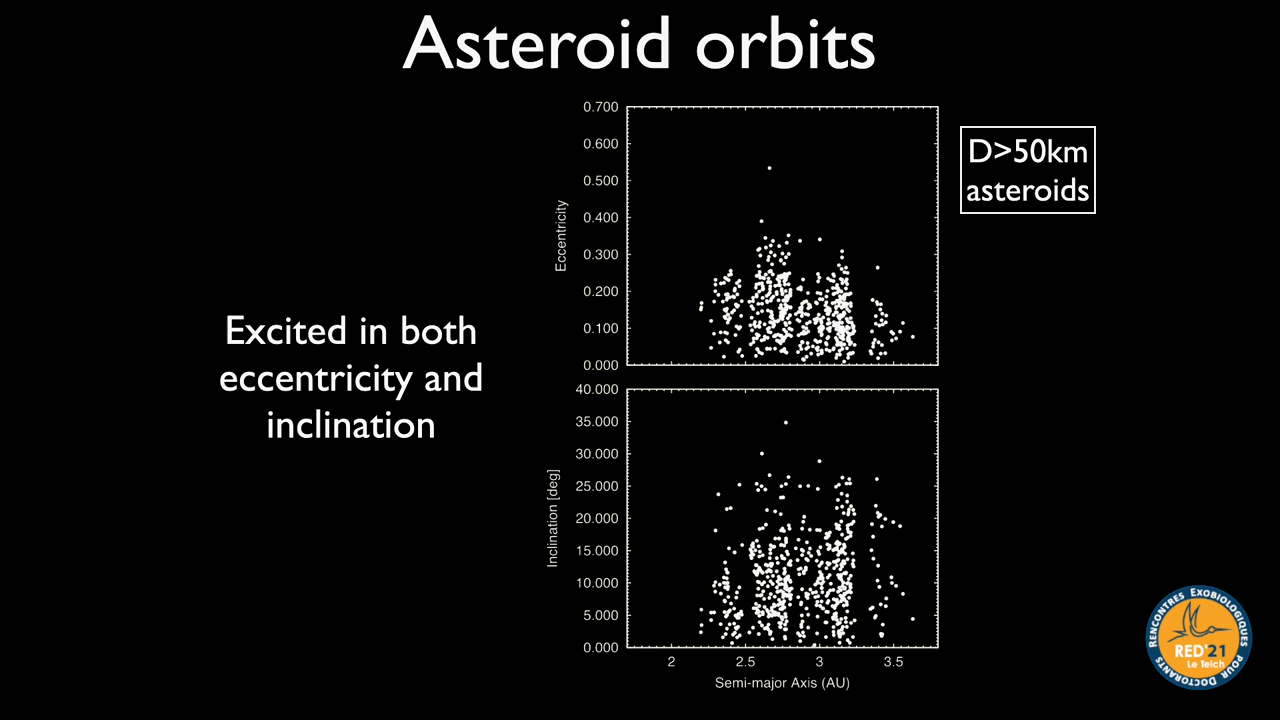 Asteroid orbits
D>50km
asteroids
Excited in both
eccentricity and
inclination
0.700
0.600
0.500
0.400
0.300
0.200
0.100
0.000
Eccentricity
40.000
35.000
30.000
25.000
20.000
15.000
10.000
5.000
0.000
Inclination [deg]
2 2.5 3 3.5
Semi-major Axis (AU)
RENCONTRES EXOBIOLOGIQUES
POUR DOCTORANTS
RED'21
Le Teich